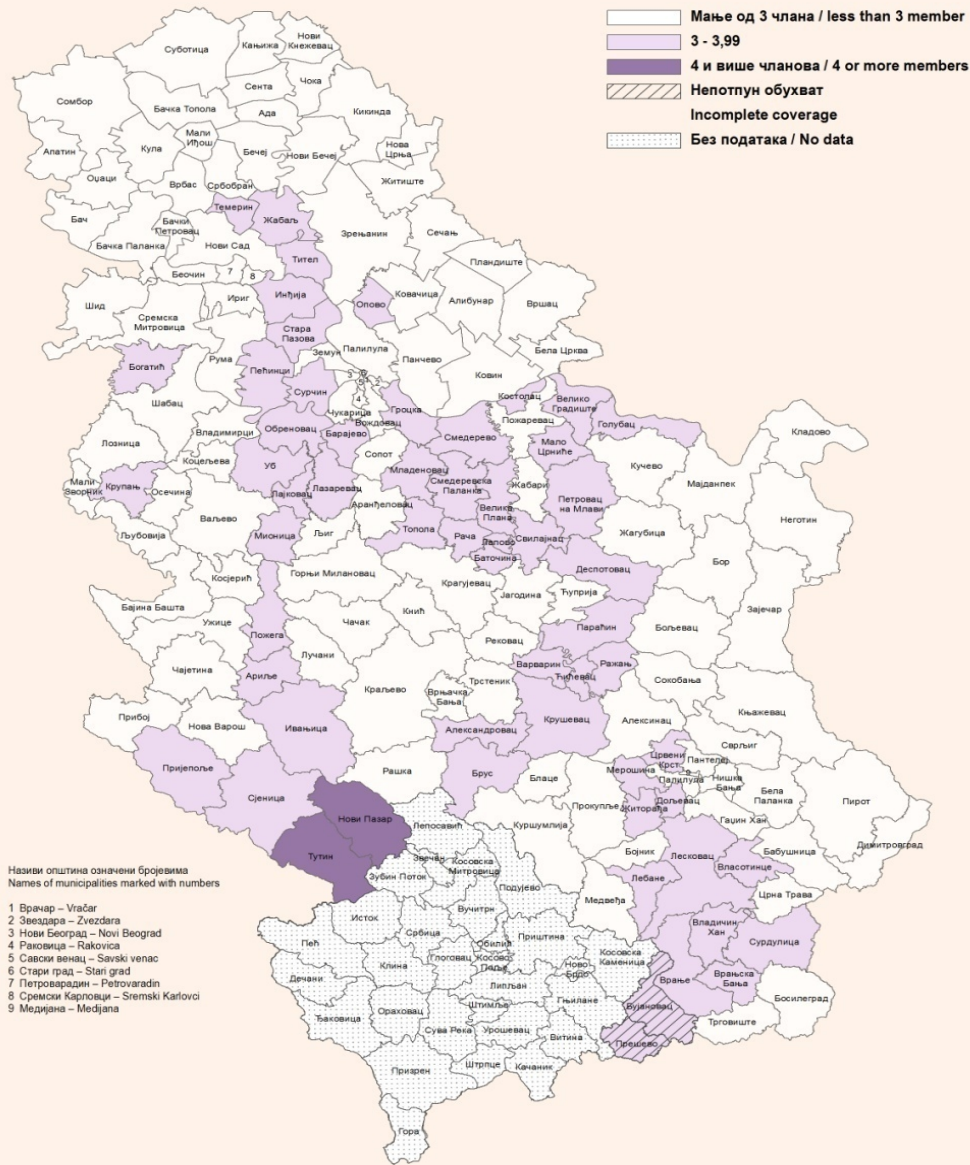 Мање од 3 члана / less than 3 member
3 - 3,99
4 и више чланова / 4 or more members
Непотпун обухват
Incomplete coverage
Без податакa / No data
Суботица
Кањижа
Нови
Кнежевац
Сента
Чока
Сомбор
Бачка Топола
Ада
Кикинда
Мали
Иђош
Апатин
Кула
Бечеј
Нови Бечеј
Нова
Црња
Оџаци
Врбас
Србобран
Житиште
Темерин
Жабаљ
Бач
Бачки
Петровац
Бачка Паланка
Нови Сад
Зрењанин
Сечањ
Тител
Пландиште
Беочин
7
8
Шид
Ириг
Инђија
Опово
Ковачица
Алибунар
Вршац
Сремска
Митровица
Стара
Пазова
Земун
Палилула
Панчево
Бела Црква
Рума
Богатић
Пећинци
Сурчин
3
6
1
2
5
4
Ковин
Шабац
Чукарица
Вождовац
Гроцка
Костолац
Велико
Градиште
Пожаревац
Голубац
Кладово
Лозница
Владимирци
Обреновац
Барајево
Сопот
Смедерево
Мало
Црниће
Коцељева
Уб
Кучево
Мали
Зворник
Крупањ
Осечина
Лајковац
Лазаревац
Младеновац
Смедеревска
Паланка
Жабари
Мајданпек
Аранђеловац
Велика
Плана
Петровац
на Млави
Неготин
Љубовија
Ваљево
Мионица
Љиг
Топола
Рача
Лапово
Свилајнац
Жагубица
Баточина
Бор
Косјерић
Горњи Милановац
Крагујевац
Деспотовац
Јагодина
Ћуприја
Бајина Башта
Ужице
Чачак
Кнић
Зајечар
Пожега
Параћин
Бољевац
Лучани
Рековац
Чајетина
Ариље
Варварин
Ражањ
Ћићевац
Трстеник
Сокобања
Краљево
Врњачка
Бања
Прибој
Нова Варош
Ивањица
Крушевац
Алексинац
Књажевац
Александровац
Сврљиг
Пријепоље
Рашка
Брус
Блаце
Црвени
Крст
Пантелеј
Мерошина
9
Палилула
Нишка
Бања
Сјеница
Бела
Паланка
Пирот
Нови Пазар
Прокупље
Житорађа
Дољевац
Гаџин Хан
Лепосавић
Куршумлија
Димитровград
Тутин
Звечан
Косовска
Митровица
Бојник
Лесковац
Бабушница
Власотинце
Зубин Поток
Подујево
Лебане
Црна Трава
Медвеђа
Исток
Вучитрн
Србица
Владичин
Хан
Сурдулица
Пећ
Обилић
Приштина
Клина
Глоговац
Косово
Поље
Косовска
Каменица
Дечани
Ново
Брдо
Врање
Врањска
Бања
Липљан
Ораховац
Штимље
Гњилане
Бујановац
Босилеград
Ђаковица
Трговиште
Сува Река
Урошевац
Витина
Прешево
Призрен
Штрпце
Качаник
Гора
Називи општина означени бројевима
Names of municipalities marked with numbers
1 Врачар – Vračar
2 Звездара – Zvezdara
3 Нови Београд – Novi Beograd
4 Раковица – Rakovica
5 Савски венац – Savski venac
6 Стари град – Stari grad
7 Петроварадин – Petrovaradin
8 Сремски Карловци – Sremski Karlovci
9 Медијана – Medijana